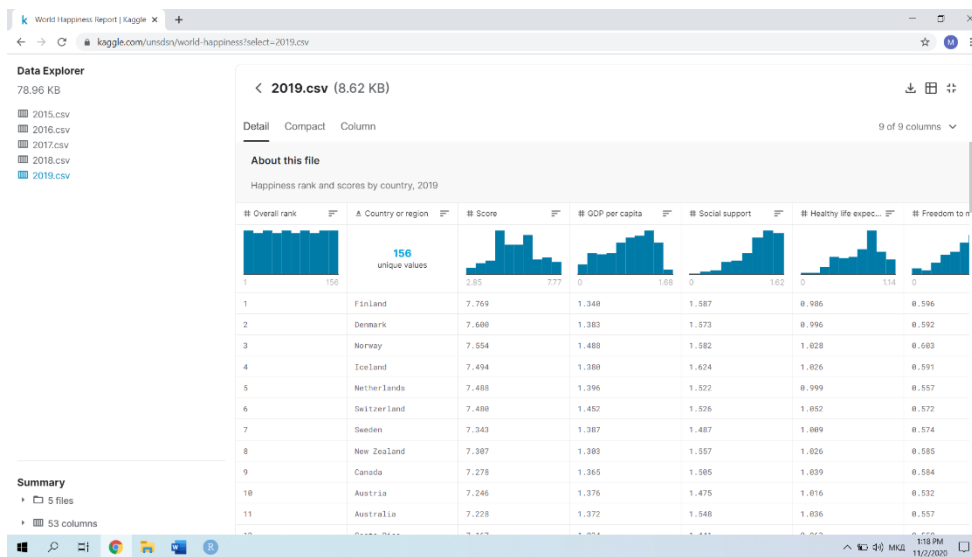 World Happiness Report | Kaggle
kaggle.com/unsdsn/world-happiness?select=2019.csv
M
Data Explorer
78.96 KB
2015.csv
2016.csv
2017.csv
2018.csv
2019.csv
2019.csv (8.62 KB)
Detail Compact Column 9 of 9 columns
About this file
Happiness rank and scores by country, 2019
# Overall rank Country or region # Score # GDP per capita # Social support # Healthy life expec... # Freedom to
156
unique values
1 156 2.85 7.77 0 1.68 0 1.62 0 1.14 0
1 Finland 7.769 1.340 1.587 0.986 0.596
2 Denmark 7.600 1.383 1.573 0.996 0.592
3 Norway 7.554 1.488 1.582 1.028 0.603
4 Iceland 7.494 1.380 1.624 1.026 0.591
5 Netherlands 7.488 1.396 1.522 0.999 0.557
6 Switzerland 7.480 1.452 1.526 1.052 0.572
7 Sweden 7.343 1.387 1.487 1.009 0.574
8 New Zealand 7.307 1.303 1.557 1.026 0.585
9 Canada 7.278 1.365 1.505 1.039 0.584
10 Austria 7.246 1.376 1.475 1.016 0.532
11 Australia 7.228 1.372 1.548 1.036 0.557
Summary
5 files
53 columns
МКД
1:18 PM
11/2/2020